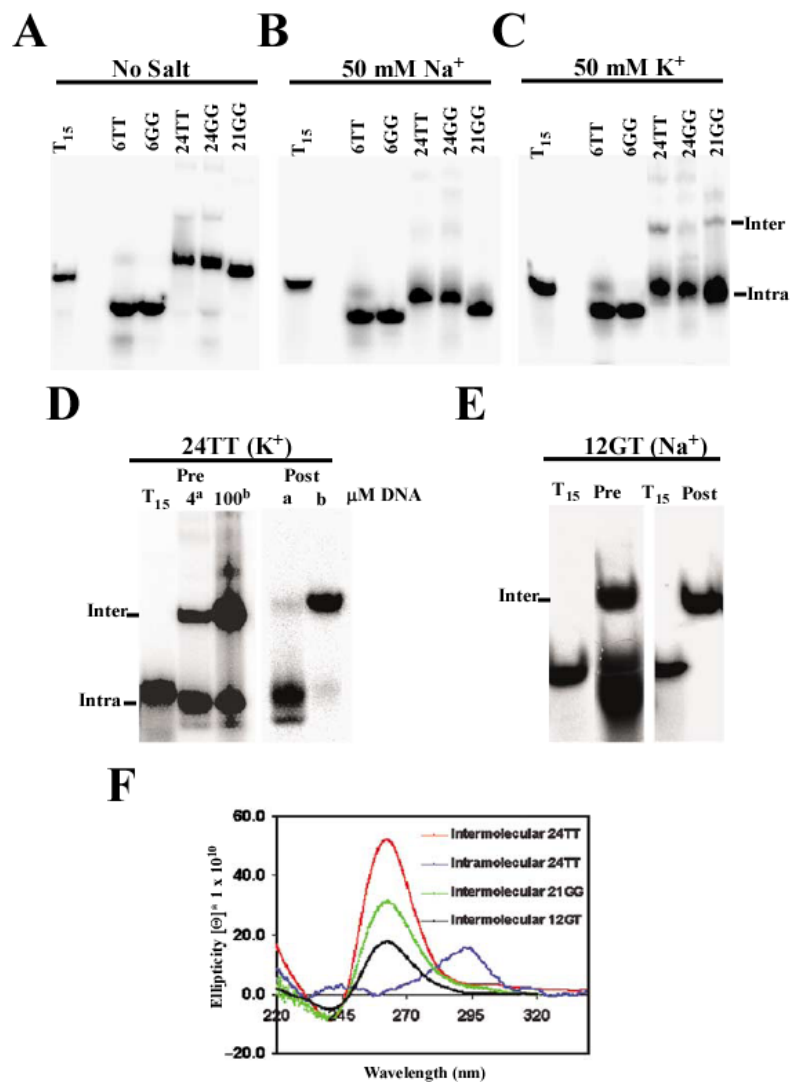 A
B
C
No Salt
50 mM Na+
50 mM K+
T15
6TT
6GG
24TT
24GG
21GG
T15
6TT
6GG
24TT
24GG
21GG
T15
6TT
6GG
24TT
24GG
21GG
Inter
Intra
D
E
24TT (K+)
12GT (Na+)
Pre
Post
T15 4a 100b
a b μM DNA
T15 Pre
T15 Post
Inter
Intra
Inter
F
60.0
40.0
20.0
0.0
−20.0
Ellipticity [Θ]* 1 x 10^10
Intermolecular 24TT
Intramolecular 24TT
Intermolecular 21GG
Intermolecular 12GT
220 245 270 295 320
Wavelength (nm)